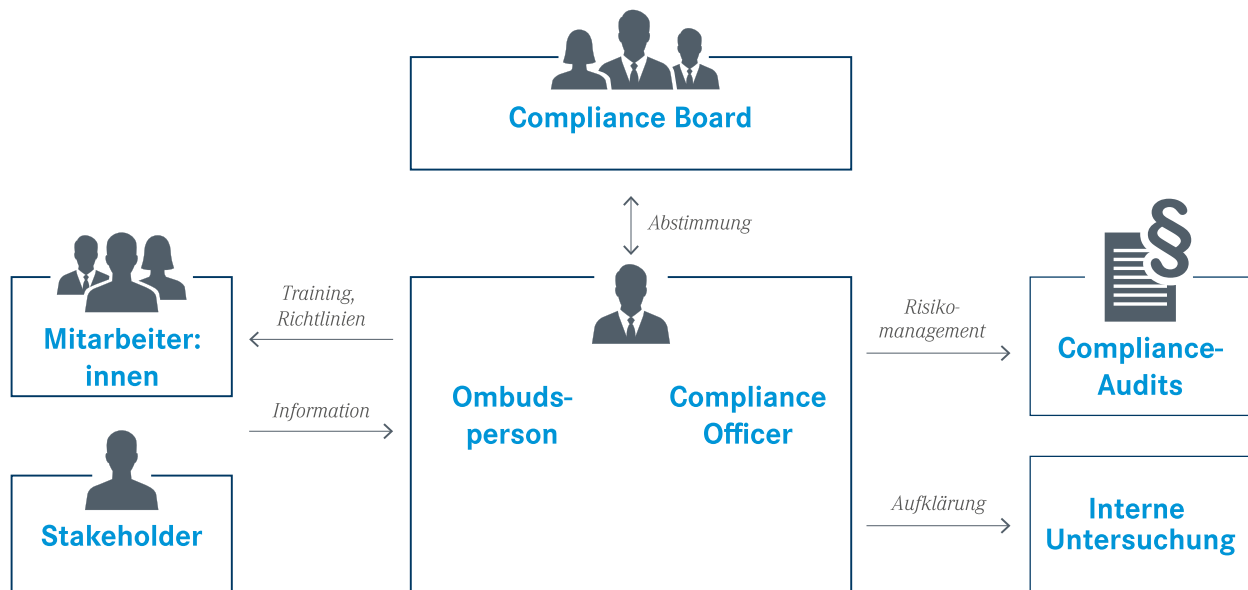 Compliance Board
Abstimmung
Mitarbeiter:
innen
Training,
Richtlinien
Information
Stakeholder
Ombuds-
person
Compliance
Officer
Risiko-
management
§
Compliance-
Audits
Aufklärung
Interne
Untersuchung